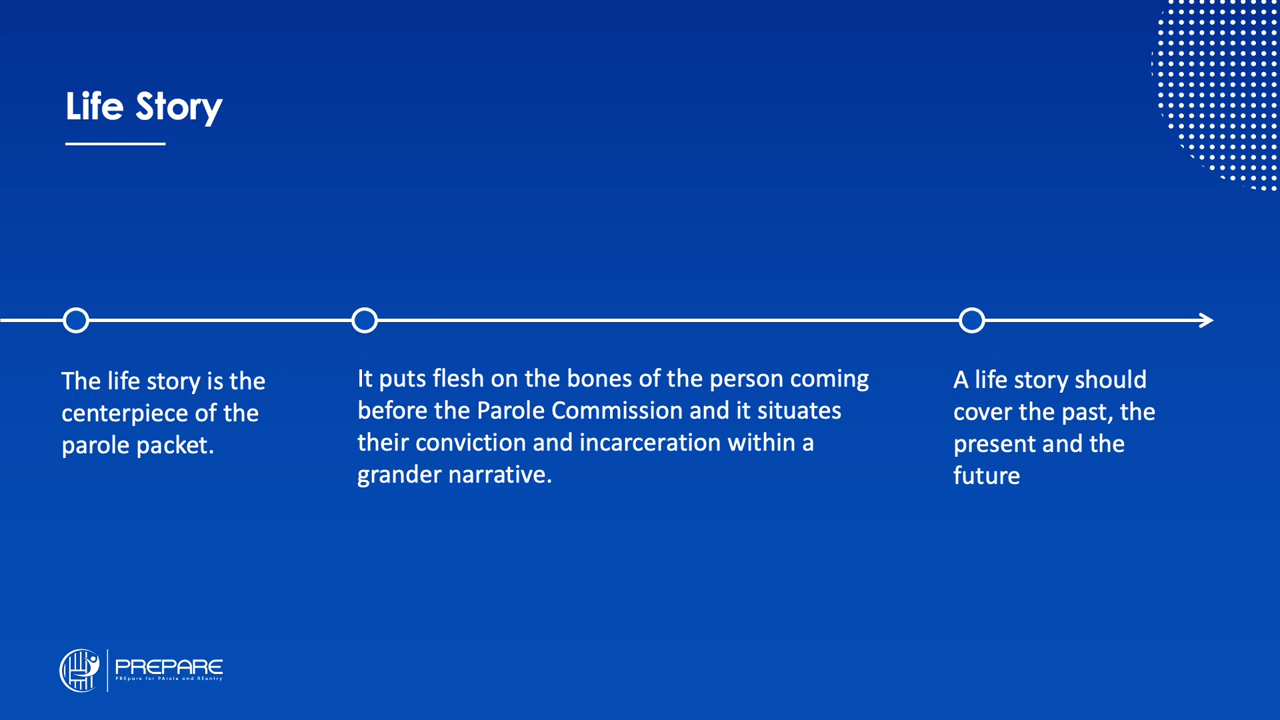 Life Story
The life story is the
centerpiece of the
parole packet.
It puts flesh on the bones of the person coming
before the Parole Commission and it situates
their conviction and incarceration within a
grander narrative.
A life story should
cover the past, the
present and the
future
PREPARE
PREpare for PArole and REentry